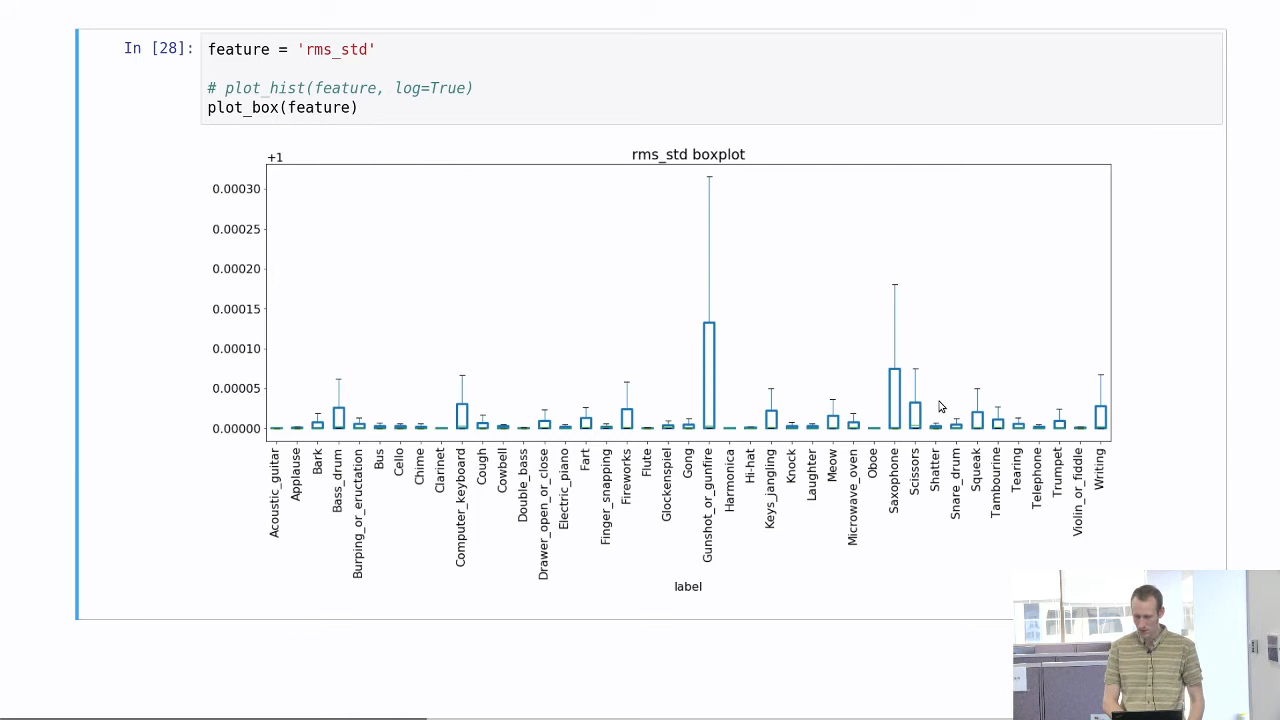 In [28]:
feature = 'rms_std'
# plot_hist(feature, log=True)
plot_box(feature)
+1
rms_std boxplot
0.00030
0.00025
0.00020
0.00015
0.00010
0.00005
0.00000
Acoustic_guitar
Applause
Bark
Bass_drum
Burping_or_eructation
Bus
Cello
Chime
Clarinet
Computer_keyboard
Cough
Cowbell
Double_bass
Drawer_open_or_close
Electric_piano
Fart
Finger_snapping
Fireworks
Flute
Glockenspiel
Gong
Gunshot_or_gunfire
Harmonica
Hi-hat
Keys_jangling
Knock
Laughter
Meow
Microwave_oven
Oboe
Saxophone
Scissors
Shatter
Snare_drum
Squeak
Tambourine
Tearing
Telephone
Trumpet
Violin_or_fiddle
Writing
label